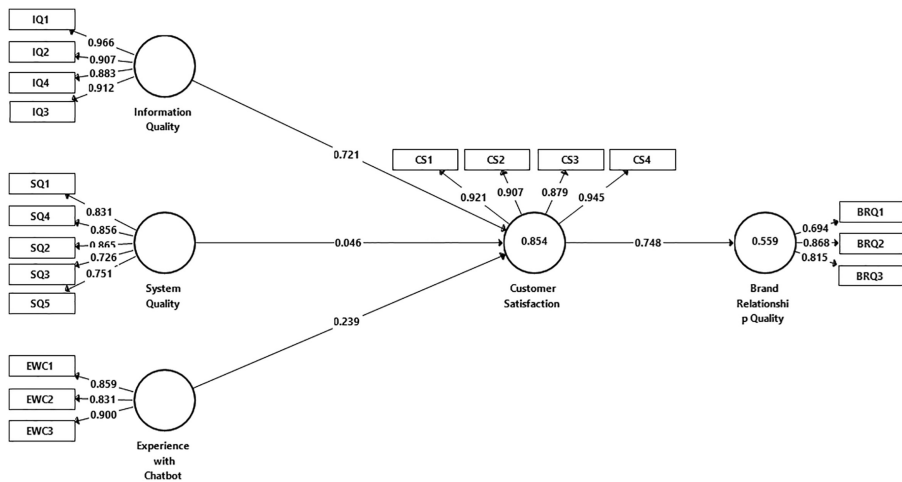 IQ1
0.966
IQ2
0.907
IQ4
0.883
IQ3
0.912
Information
Quality
0.721
CS1
CS2
CS3
CS4
0.921
0.907
0.879
0.945
SQ1
0.831
SQ4
0.856
SQ2
0.865
SQ3
0.726
SQ5
0.751
System
Quality
0.046
0.854
Customer
Satisfaction
0.748
0.559
Brand
Relationshi
p Quality
BRQ1
0.694
BRQ2
0.868
BRQ3
0.815
0.239
EWC1
0.859
EWC2
0.831
EWC3
0.900
Experience
with
Chatbot